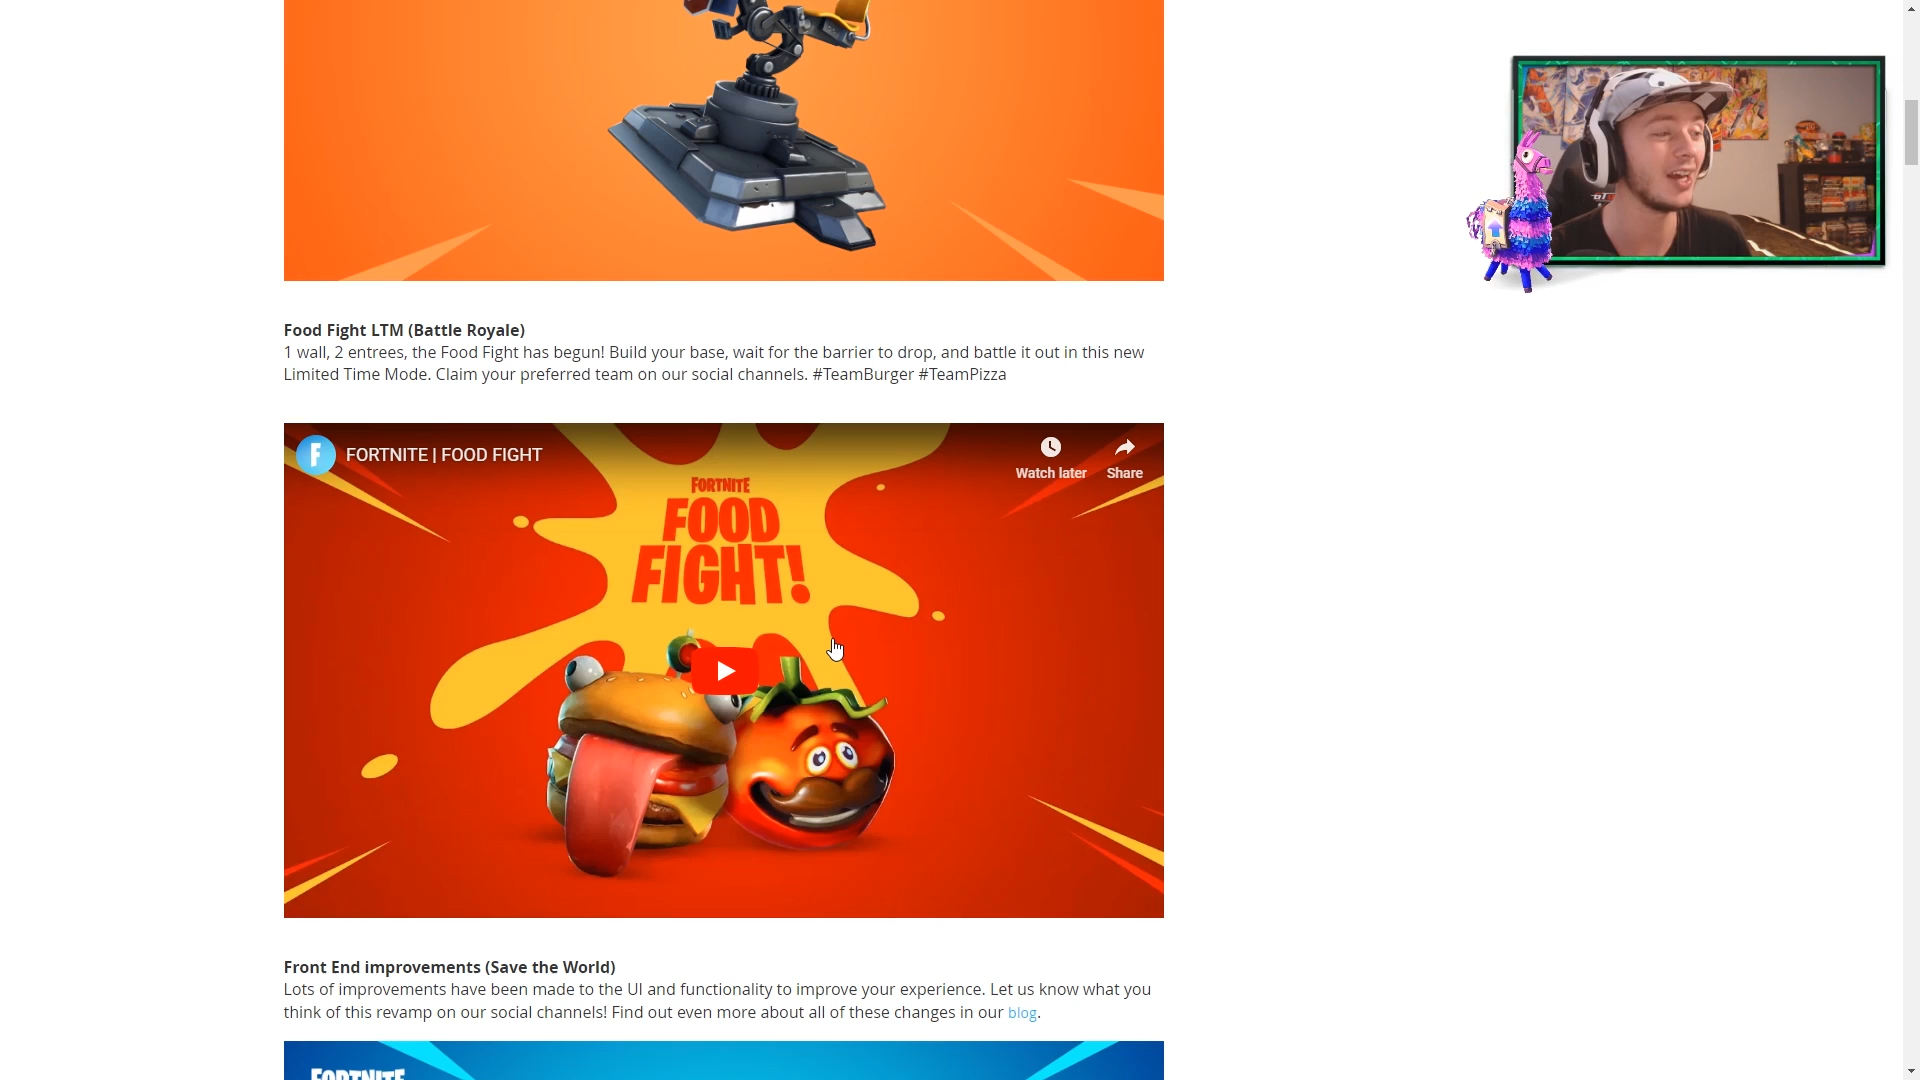 Food Fight LTM (Battle Royale)
1 wall, 2 entrees, the Food Fight has begun! Build your base, wait for the barrier to drop, and battle it out in this new
Limited Time Mode. Claim your preferred team on our social channels. #TeamBurger #TeamPizza
FORTNITE | FOOD FIGHT
Watch later
Share
FORTNITE
FOOD
FIGHT!
Front End improvements (Save the World)
Lots of improvements have been made to the UI and functionality to improve your experience. Let us know what you
think of this revamp on our social channels! Find out even more about all of these changes in our blog.
FORTNITE